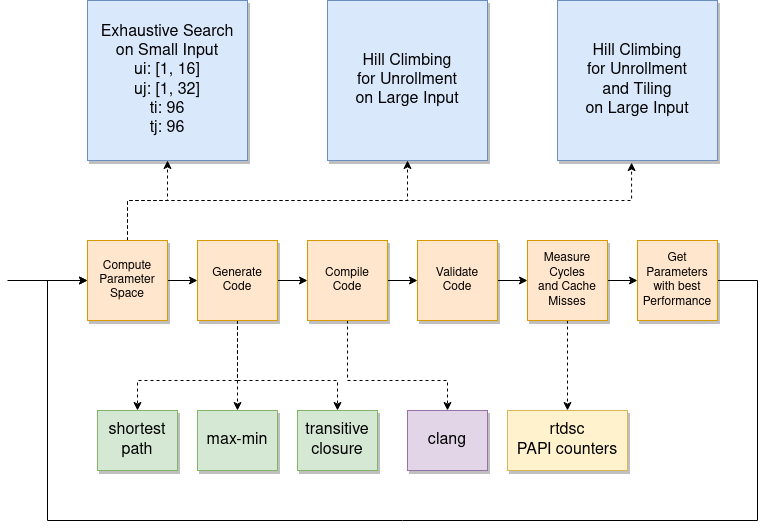 Exhaustive Search
on Small Input
ui: [1, 16]
uj: [1, 32]
ti: 96
tj: 96
Hill Climbing
for Unrollment
on Large Input
Hill Climbing
for Unrollment
and Tiling
on Large Input
Compute
Parameter
Space
Generate
Code
Compile
Code
Validate
Code
Measure
Cycles
and Cache
Misses
Get
Parameters
with best
Performance
shortest
path
max-min
transitive
closure
clang
rtdsc
PAPI counters